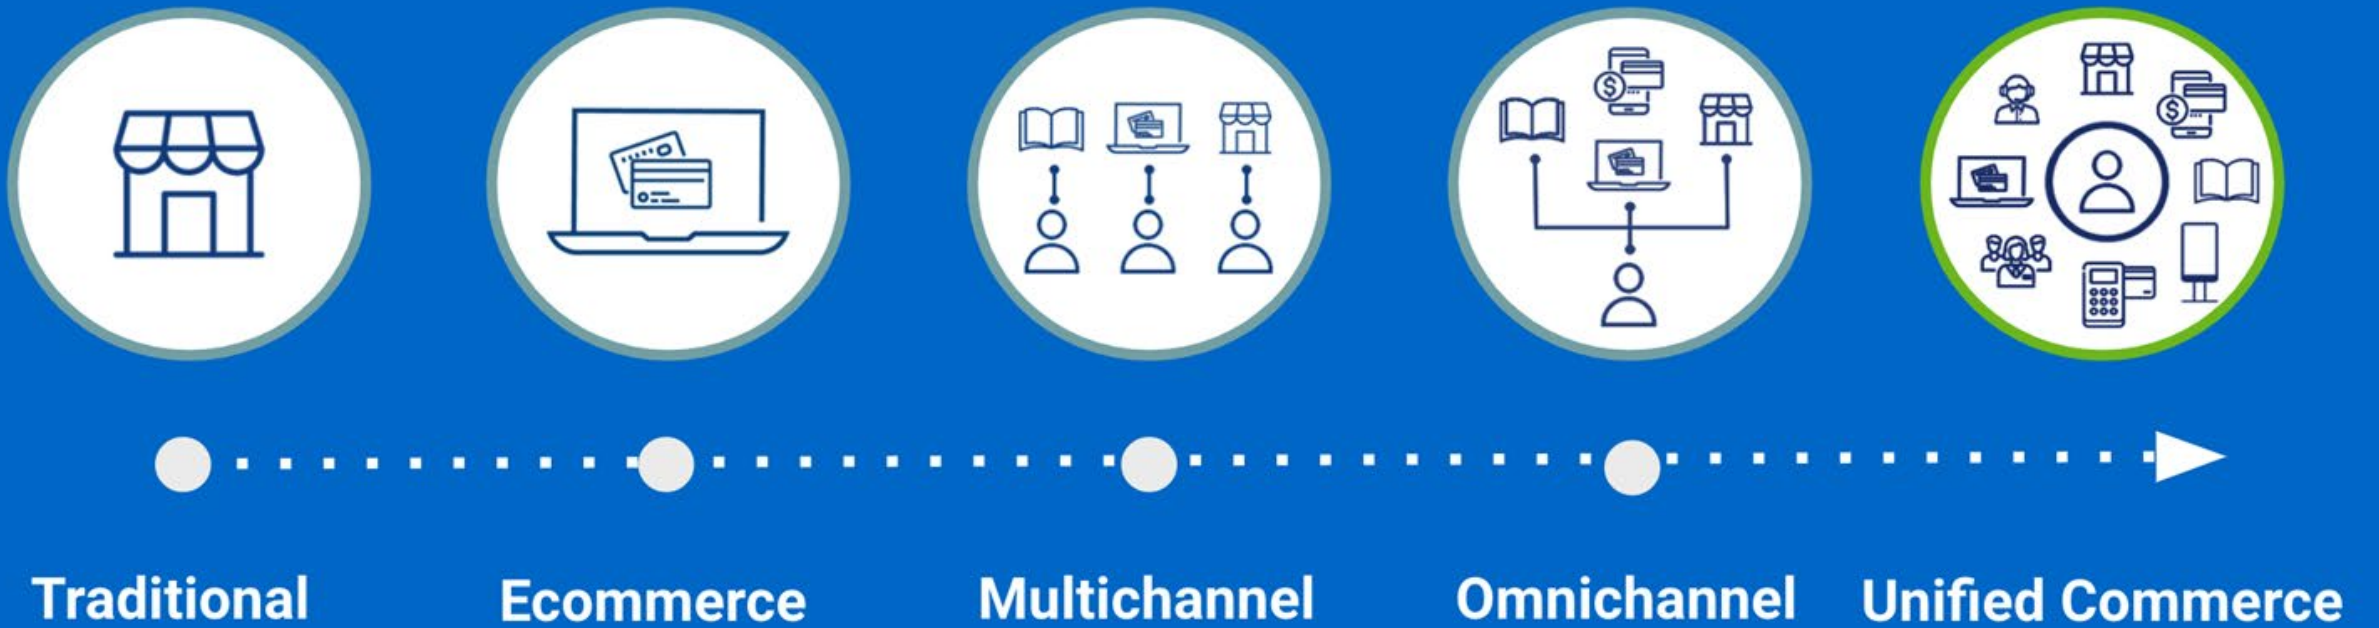 Traditional
Ecommerce
Multichannel
Omnichannel
Unified Commerce